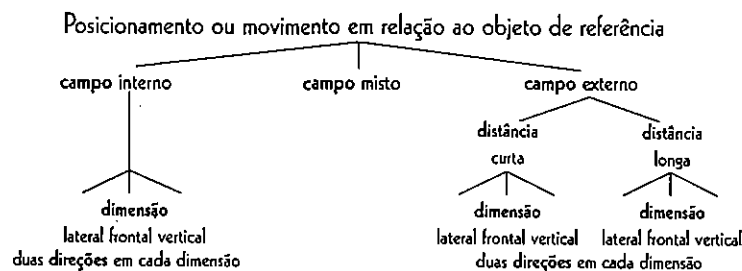 Posicionamento ou movimento em relação ao objeto de referência
campo interno campo misto campo externo
distância distância
curta longa
dimensão dimensão dimensão
lateral frontal vertical lateral frontal vertical lateral frontal vertical
duas direções em cada dimensão duas direções em cada dimensão